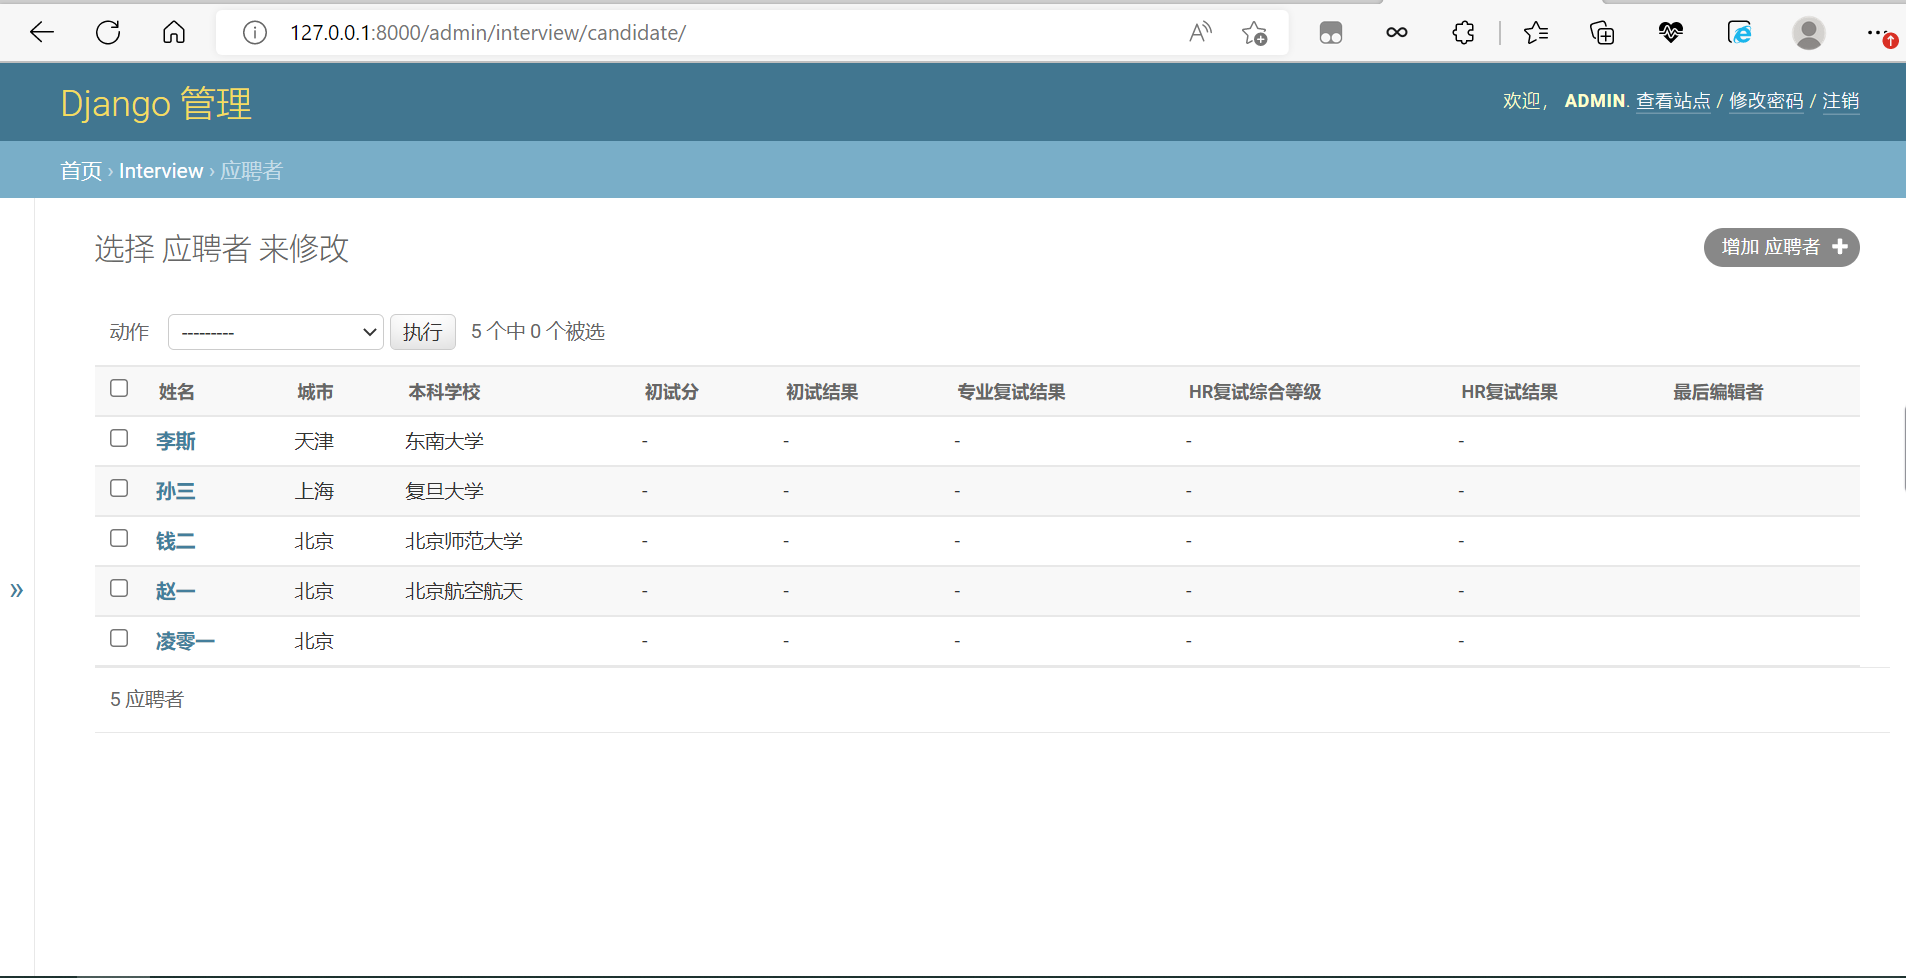 127.0.0.1:8000/admin/interview/candidate/
Django 管理
欢迎， ADMIN. 查看站点 / 修改密码 / 注销
首页 › Interview › 应聘者
选择 应聘者 来修改
增加 应聘者
动作 --------- 执行 5 个中 0 个被选
姓名 城市 本科学校 初试分 初试结果 专业复试结果 HR复试综合等级 HR复试结果 最后编辑者
李斯 天津 东南大学 - - - - -
孙三 上海 复旦大学 - - - - -
钱二 北京 北京师范大学 - - - - -
»
赵一 北京 北京航空航天 - - - - -
凌零一 北京 - - - - -
5 应聘者